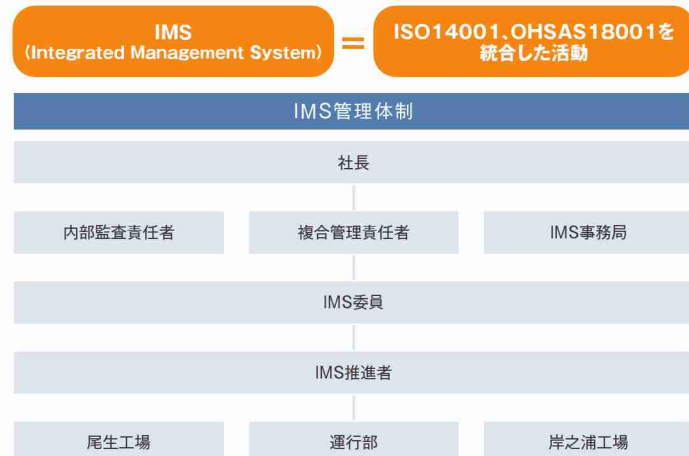 IMS
(Integrated Management System)
=
ISO14001、OHSAS18001を
統合した活動
IMS管理体制
社長
内部監査責任者
複合管理責任者
IMS事務局
IMS委員
IMS推進者
尾生工場
運行部
岸之浦工場